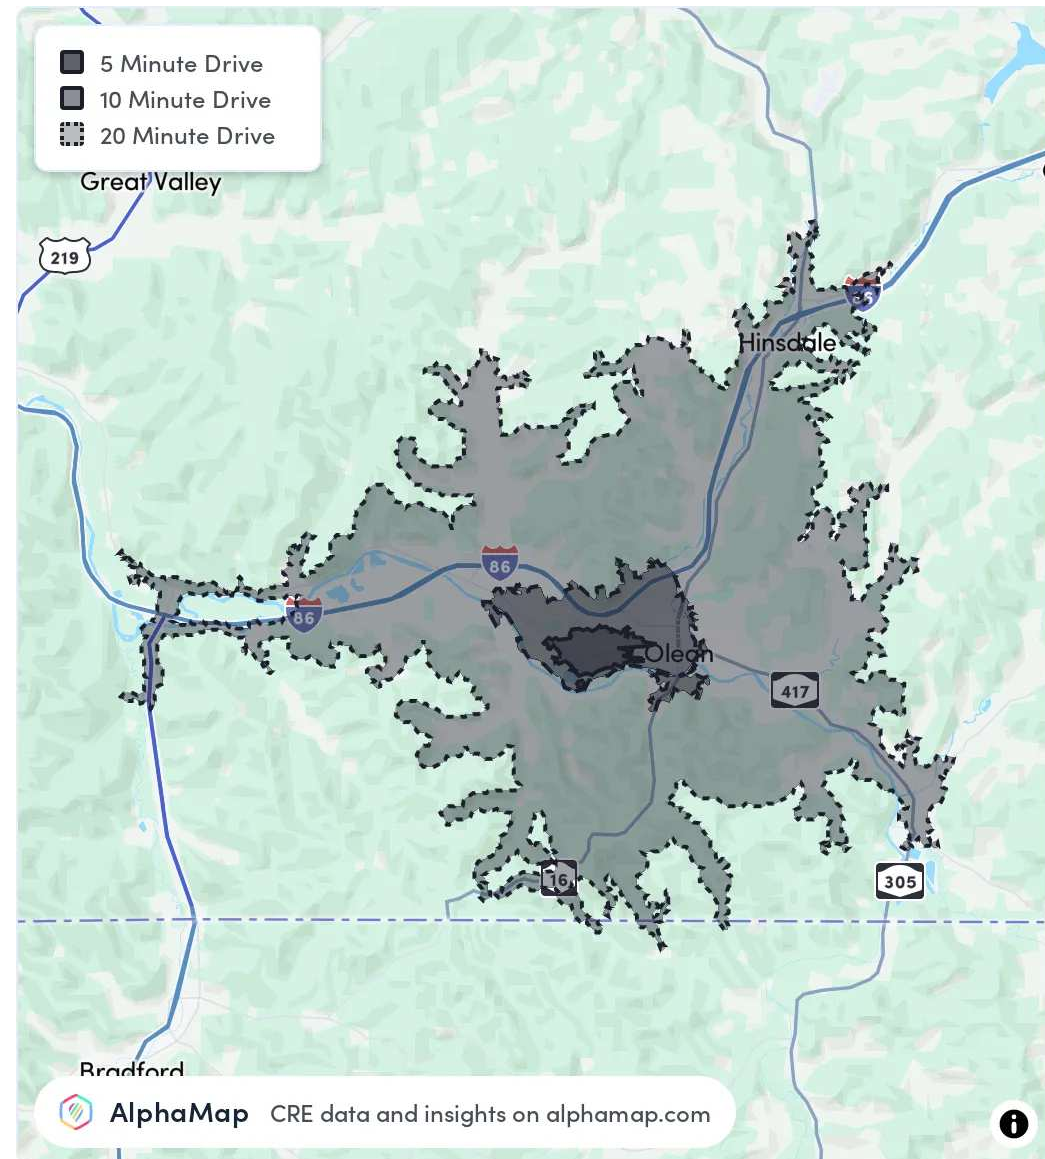 5 Minute Drive
10 Minute Drive
20 Minute Drive
Great Valley
219
86
Hinsdale
86
86
Olean
417
16
305
Bradford
AlphaMap CRE data and insights on alphamap.com